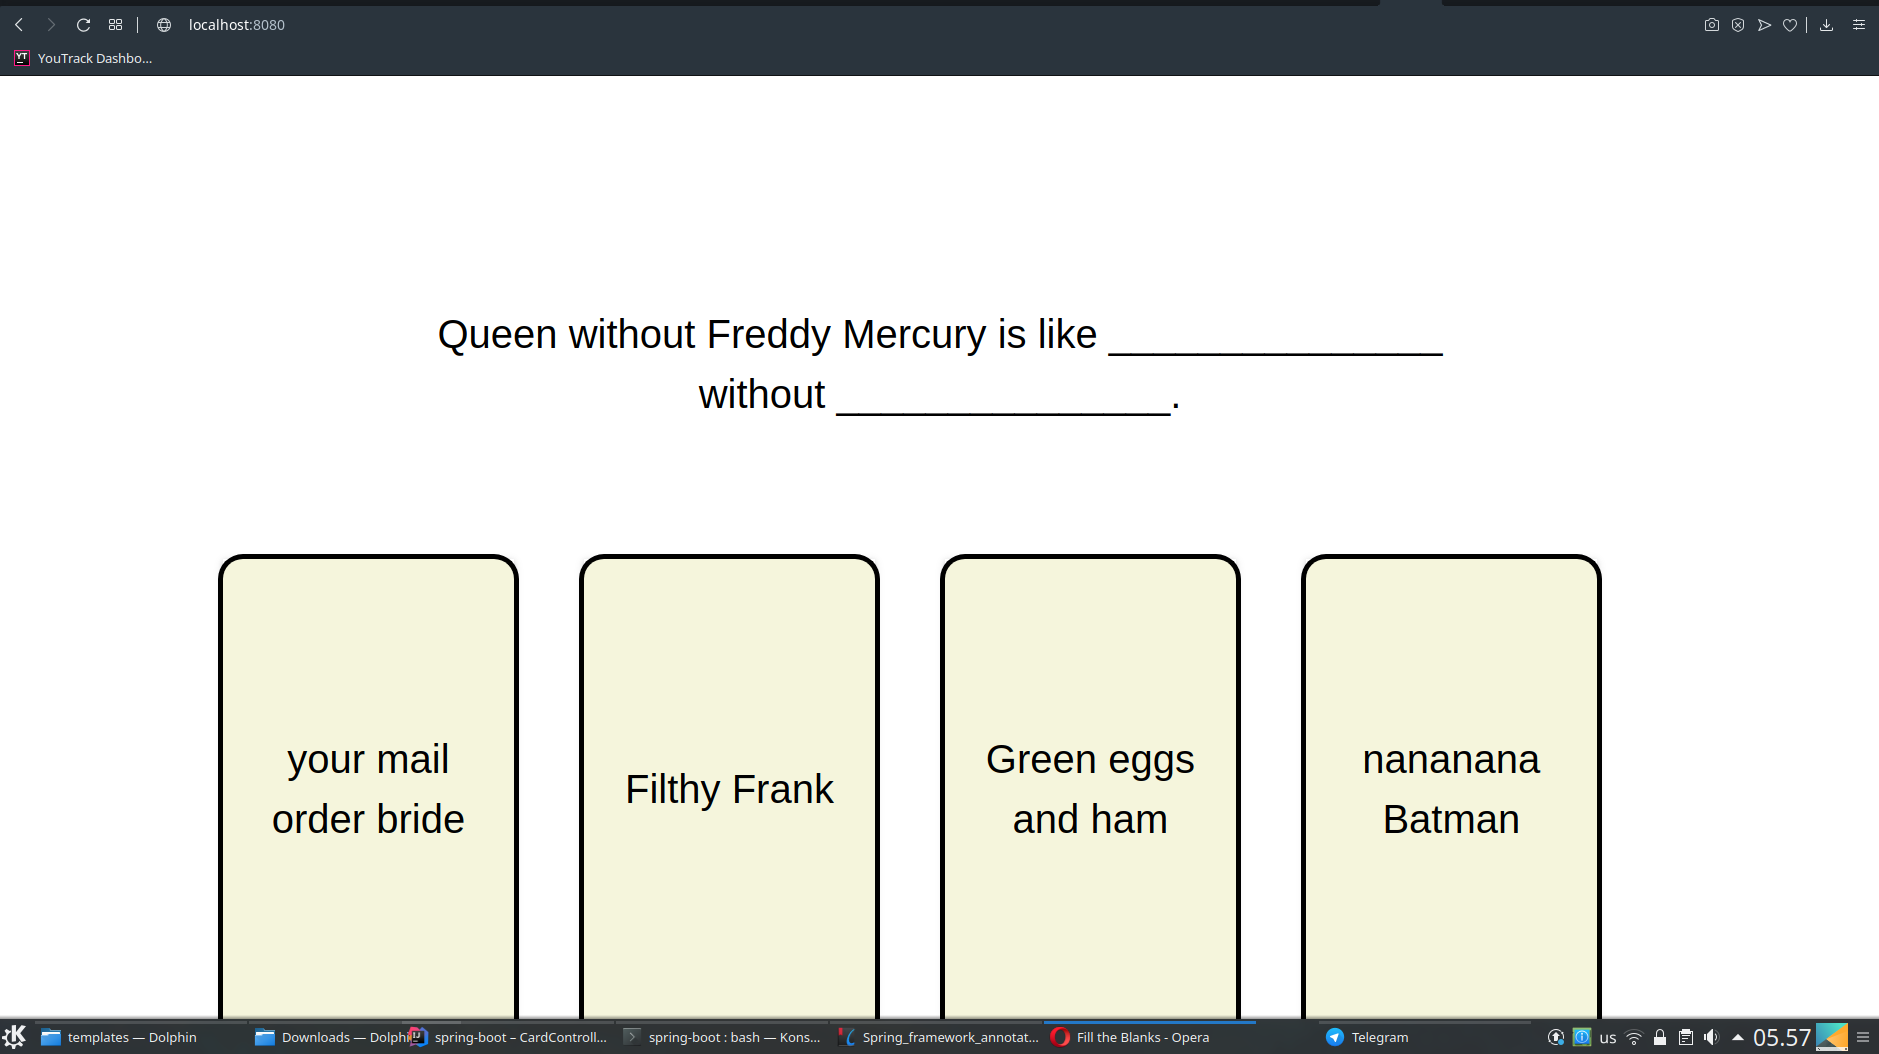 localhost:8080
YT YouTrack Dashbo...
Queen without Freddy Mercury is like _______________
without _______________.
your mail
order bride
Filthy Frank
Green eggs
and ham
nananana
Batman
templates — Dolphin
Downloads — Dolphi
spring-boot – CardControll...
spring-boot : bash — Kons...
Spring_framework_annotat...
Fill the Blanks - Opera
Telegram
us
05.57